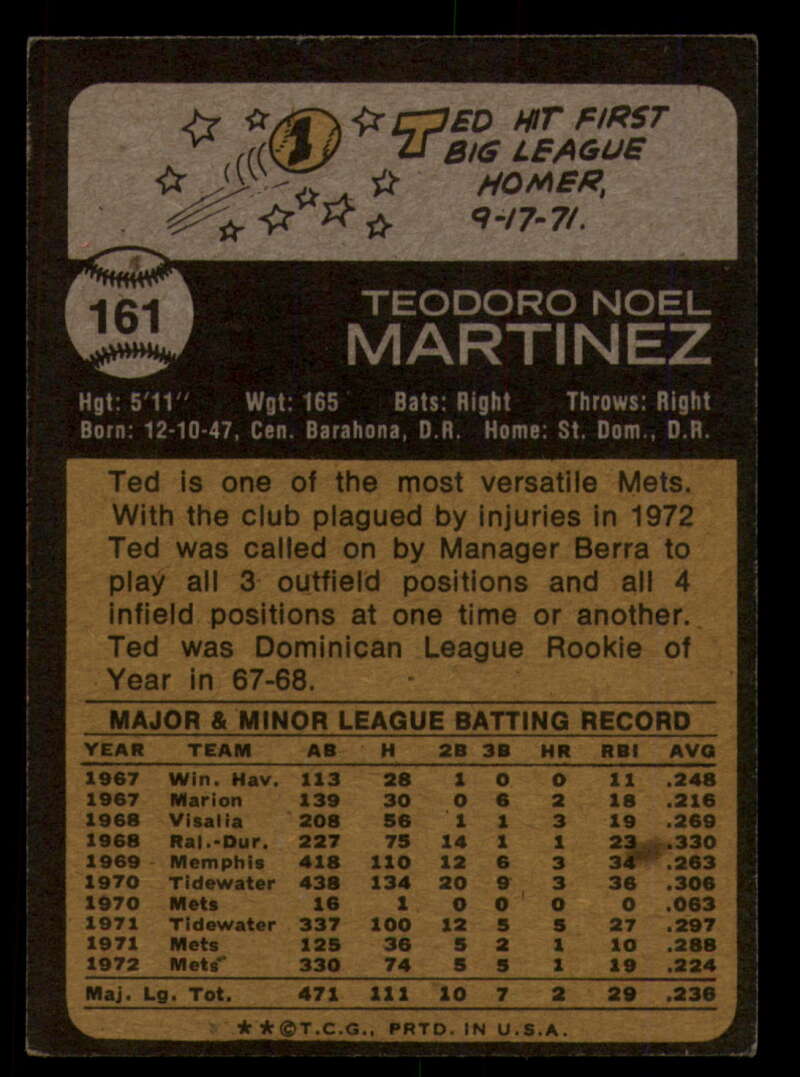 TED HIT FIRST
BIG LEAGUE
HOMER,
9-17-71.
1
161
TEODORO NOEL
MARTINEZ
Hgt: 5'11" Wgt: 165 Bats: Right Throws: Right
Born: 12-10-47, Cen. Barahona, D.R. Home: St. Dom., D.R.
Ted is one of the most versatile Mets.
With the club plagued by injuries in 1972
Ted was called on by Manager Berra to
play all 3 outfield positions and all 4
infield positions at one time or another.
Ted was Dominican League Rookie of
Year in 67-68.
MAJOR & MINOR LEAGUE BATTING RECORD
YEAR TEAM AB H 2B 3B HR RBI AVG
1967 Win. Hav. 113 28 1 0 0 11 .248
1967 Marion 139 30 0 6 2 18 .216
1968 Visalia 208 56 1 1 3 19 .269
1968 Ral.-Dur. 227 75 14 1 1 23 .330
1969 Memphis 418 110 12 6 3 34 .263
1970 Tidewater 438 134 20 9 3 36 .306
1970 Mets 16 1 0 0 0 0 .063
1971 Tidewater 337 100 12 5 5 27 .297
1971 Mets 125 36 5 2 1 10 .288
1972 Mets 330 74 5 5 1 19 .224
Maj. Lg. Tot. 471 111 10 7 2 29 .236
**©T.C.G., PRTD. IN U.S.A.